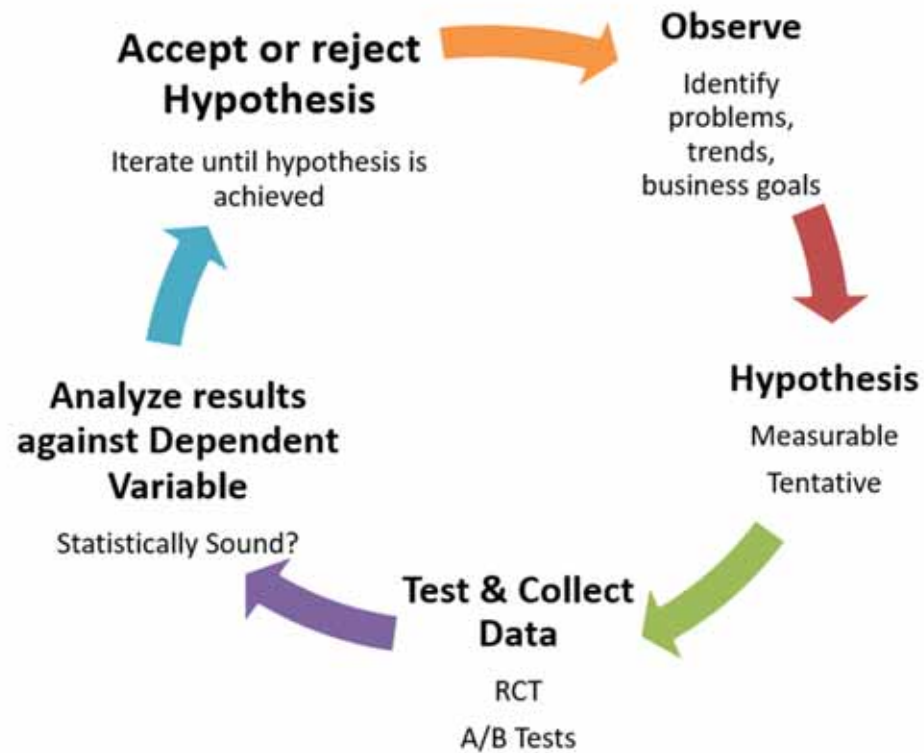 Accept or reject
Hypothesis
Iterate until hypothesis is
achieved
Observe
Identify
problems,
trends,
business goals
Hypothesis
Measurable
Tentative
Test & Collect
Data
RCT
A/B Tests
Analyze results
against Dependent
Variable
Statistically Sound?